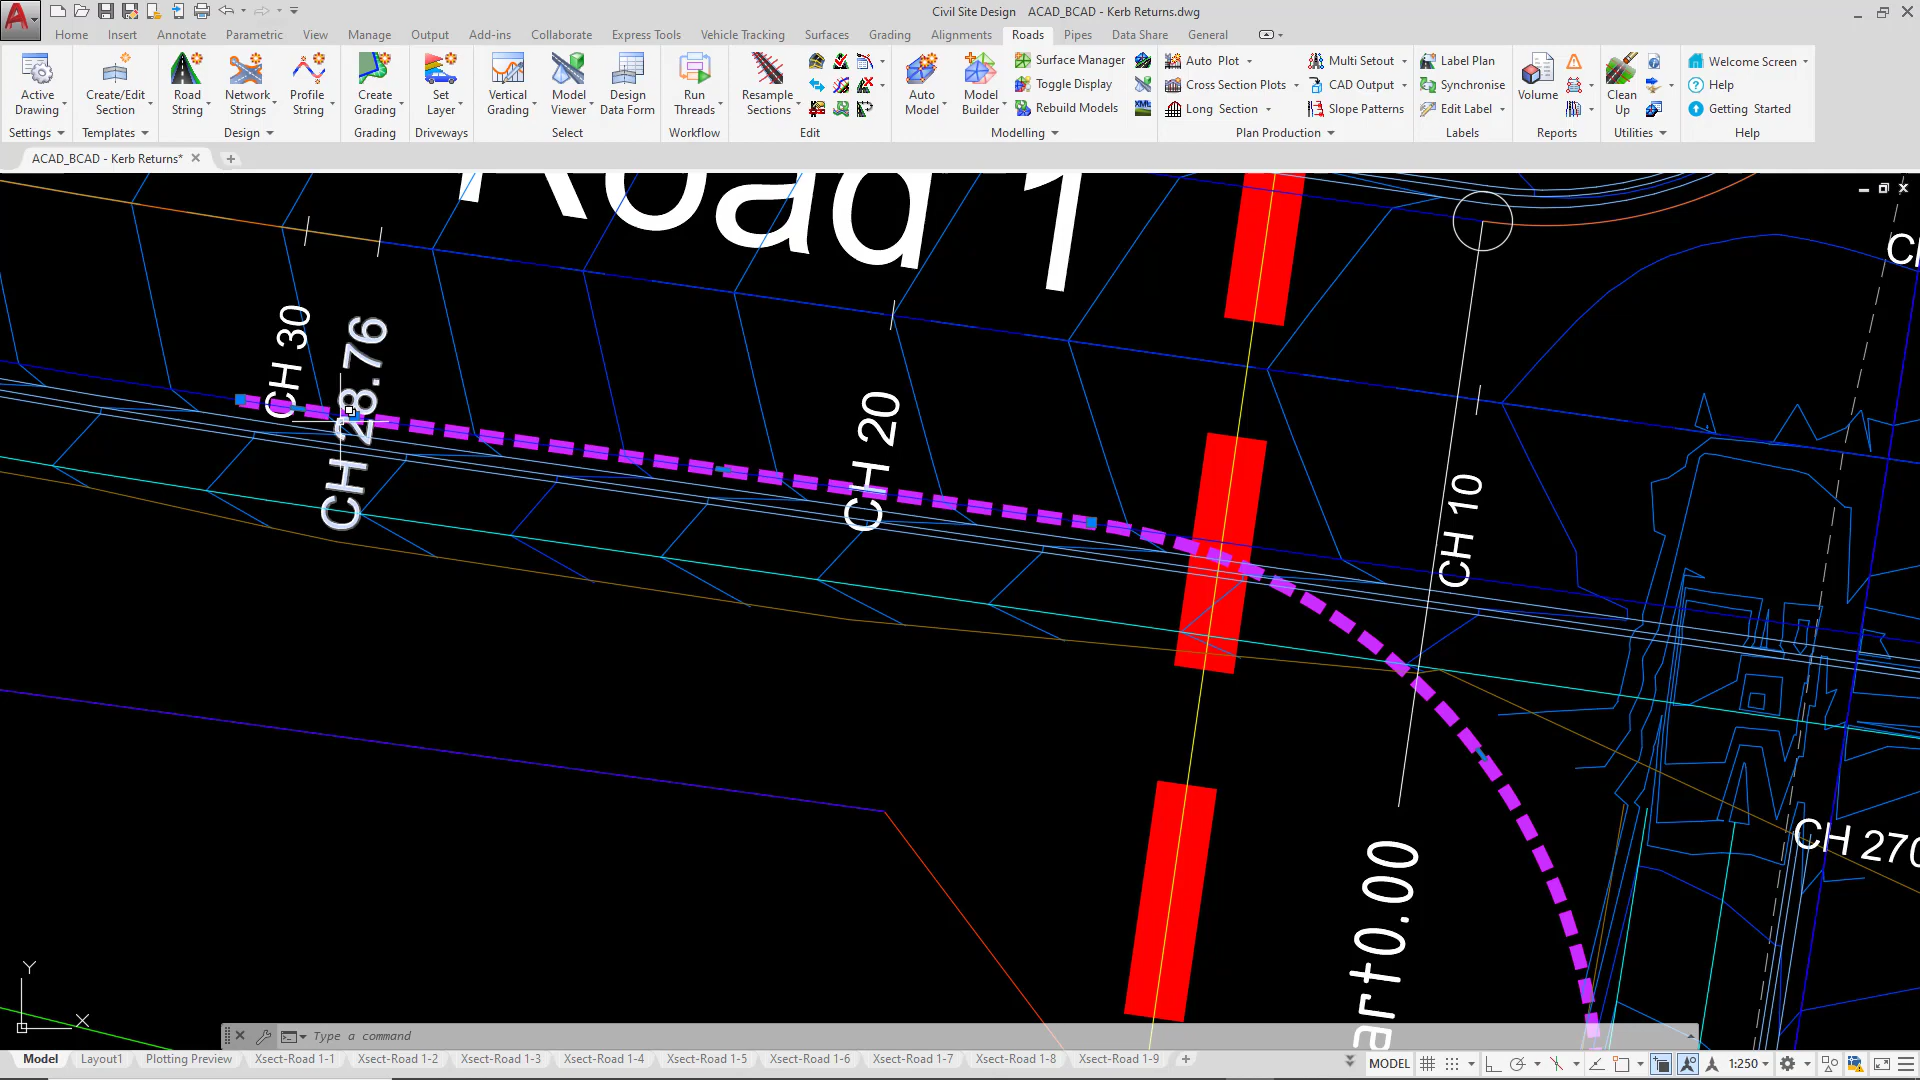 Civil Site Design   ACAD_BCAD - Kerb Returns.dwg
Home Insert Annotate Parametric View Manage Output Add-ins Collaborate Express Tools Vehicle Tracking Surfaces Grading Alignments Roads Pipes Data Share General
Active Drawing
Create/Edit Section
Road String
Network Strings
Profile String
Create Grading
Set Layer
Vertical Grading
Model Viewer
Design Data Form
Run Threads
Resample Sections
Auto Model
Model Builder
Surface Manager
Toggle Display
Rebuild Models
XML
Auto Plot
Cross Section Plots
Long Section
Multi Setout
CAD Output
Slope Patterns
Label Plan
Synchronise
Edit Label
Volume
Clean Up
Welcome Screen
Help
Getting Started
Settings Templates Design Grading Driveways Select Workflow Edit Modelling Plan Production Labels Reports Utilities Help
ACAD_BCAD - Kerb Returns*
Road 1
CH 30
CH 28.76
CH 20
CH 10
CH 270
art0.00
Y
X
Type a command
Model Layout1 Plotting Preview Xsect-Road 1-1 Xsect-Road 1-2 Xsect-Road 1-3 Xsect-Road 1-4 Xsect-Road 1-5 Xsect-Road 1-6 Xsect-Road 1-7 Xsect-Road 1-8 Xsect-Road 1-9
MODEL 1:250